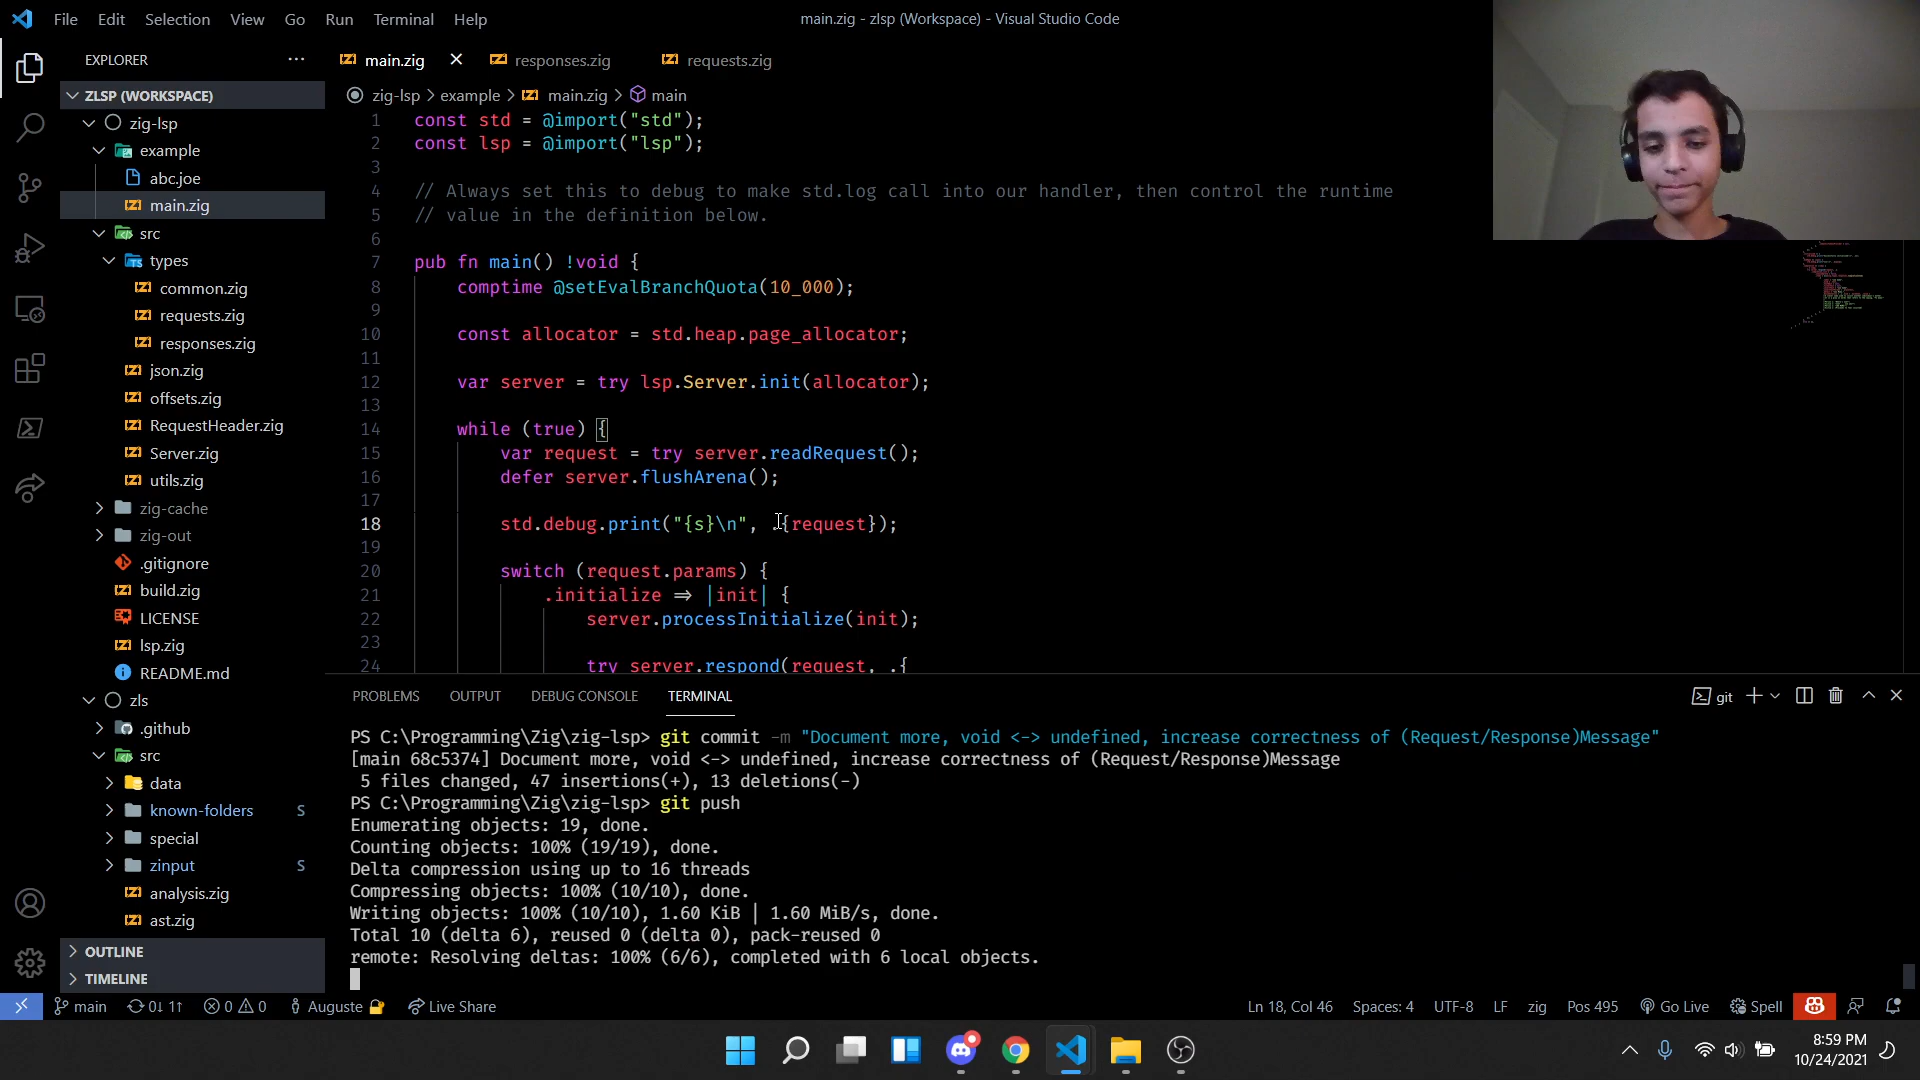 File Edit Selection View Go Run Terminal Help
main.zig - zlsp (Workspace) - Visual Studio Code
EXPLORER
ZLSP (WORKSPACE)
zig-lsp
example
abc.joe
main.zig
src
types
common.zig
requests.zig
responses.zig
json.zig
offsets.zig
RequestHeader.zig
Server.zig
utils.zig
zig-cache
zig-out
.gitignore
build.zig
LICENSE
lsp.zig
README.md
zls
.github
src
data
known-folders S
special
zinput S
analysis.zig
ast.zig
OUTLINE
TIMELINE
main.zig responses.zig requests.zig
zig-lsp > example > main.zig > main
1 const std = @import("std");
2 const lsp = @import("lsp");
3
4 // Always set this to debug to make std.log call into our handler, then control the runtime
5 // value in the definition below.
6
7 pub fn main() !void {
8 comptime @setEvalBranchQuota(10_000);
9
10 const allocator = std.heap.page_allocator;
11
12 var server = try lsp.Server.init(allocator);
13
14 while (true) {
15 var request = try server.readRequest();
16 defer server.flushArena();
17
18 std.debug.print("{s}\n", .{request});
19
20 switch (request.params) {
21 .initialize => |init| {
22 server.processInitialize(init);
23
24 try server.respond(request, .{
PROBLEMS OUTPUT DEBUG CONSOLE TERMINAL
git
PS C:\Programming\Zig\zig-lsp> git commit -m "Document more, void <-> undefined, increase correctness of (Request/Response)Message"
[main 68c5374] Document more, void <-> undefined, increase correctness of (Request/Response)Message
5 files changed, 47 insertions(+), 13 deletions(-)
PS C:\Programming\Zig\zig-lsp> git push
Enumerating objects: 19, done.
Counting objects: 100% (19/19), done.
Delta compression using up to 16 threads
Compressing objects: 100% (10/10), done.
Writing objects: 100% (10/10), 1.60 KiB | 1.60 MiB/s, done.
Total 10 (delta 6), reused 0 (delta 0), pack-reused 0
remote: Resolving deltas: 100% (6/6), completed with 6 local objects.
main 0↓ 1↑ 0 0 Auguste Live Share
Ln 18, Col 46 Spaces: 4 UTF-8 LF zig Pos 495 Go Live Spell
8:59 PM
10/24/2021